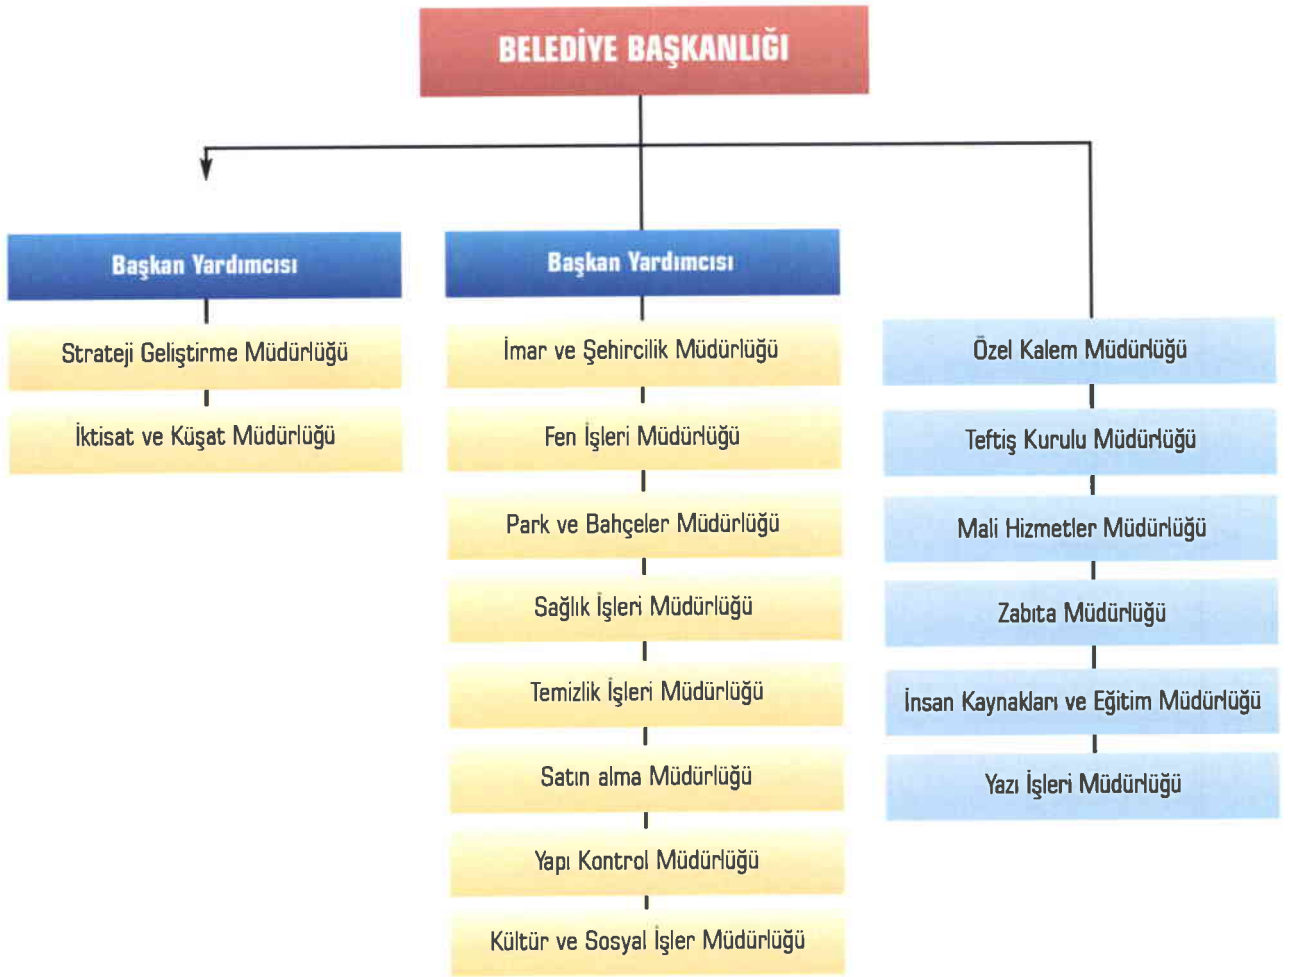 BELEDİYE BAŞKANLIĞI
Başkan Yardımcısı
Strateji Geliştirme Müdürlüğü
İktisat ve Küşat Müdürlüğü
Başkan Yardımcısı
İmar ve Şehircilik Müdürlüğü
Fen İşleri Müdürlüğü
Park ve Bahçeler Müdürlüğü
Sağlık İşleri Müdürlüğü
Temizlik İşleri Müdürlüğü
Satın alma Müdürlüğü
Yapı Kontrol Müdürlüğü
Kültür ve Sosyal İşler Müdürlüğü
Özel Kalem Müdürlüğü
Teftiş Kurulu Müdürlüğü
Mali Hizmetler Müdürlüğü
Zabıta Müdürlüğü
İnsan Kaynakları ve Eğitim Müdürlüğü
Yazı İşleri Müdürlüğü